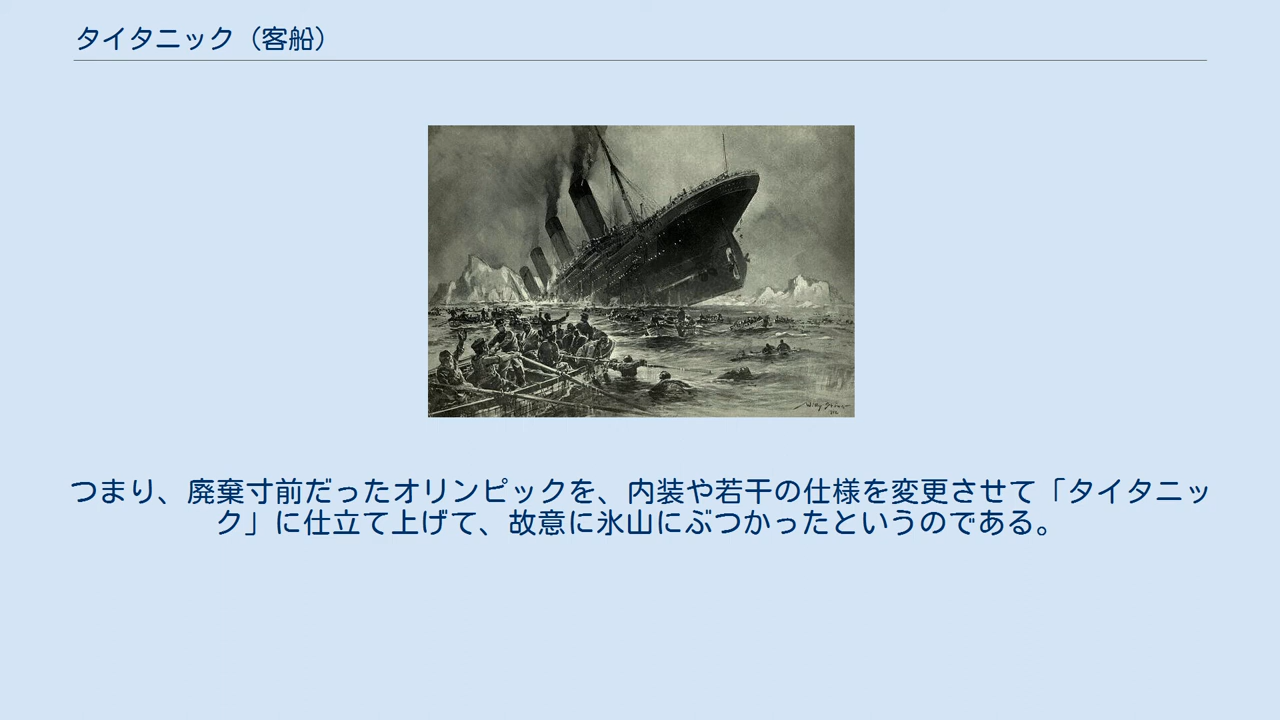 タイタニック（客船）
つまり、廃棄寸前だったオリンピックを、内装や若干の仕様を変更させて「タイタニッ
ク」に仕立て上げて、故意に氷山にぶつかったというのである。